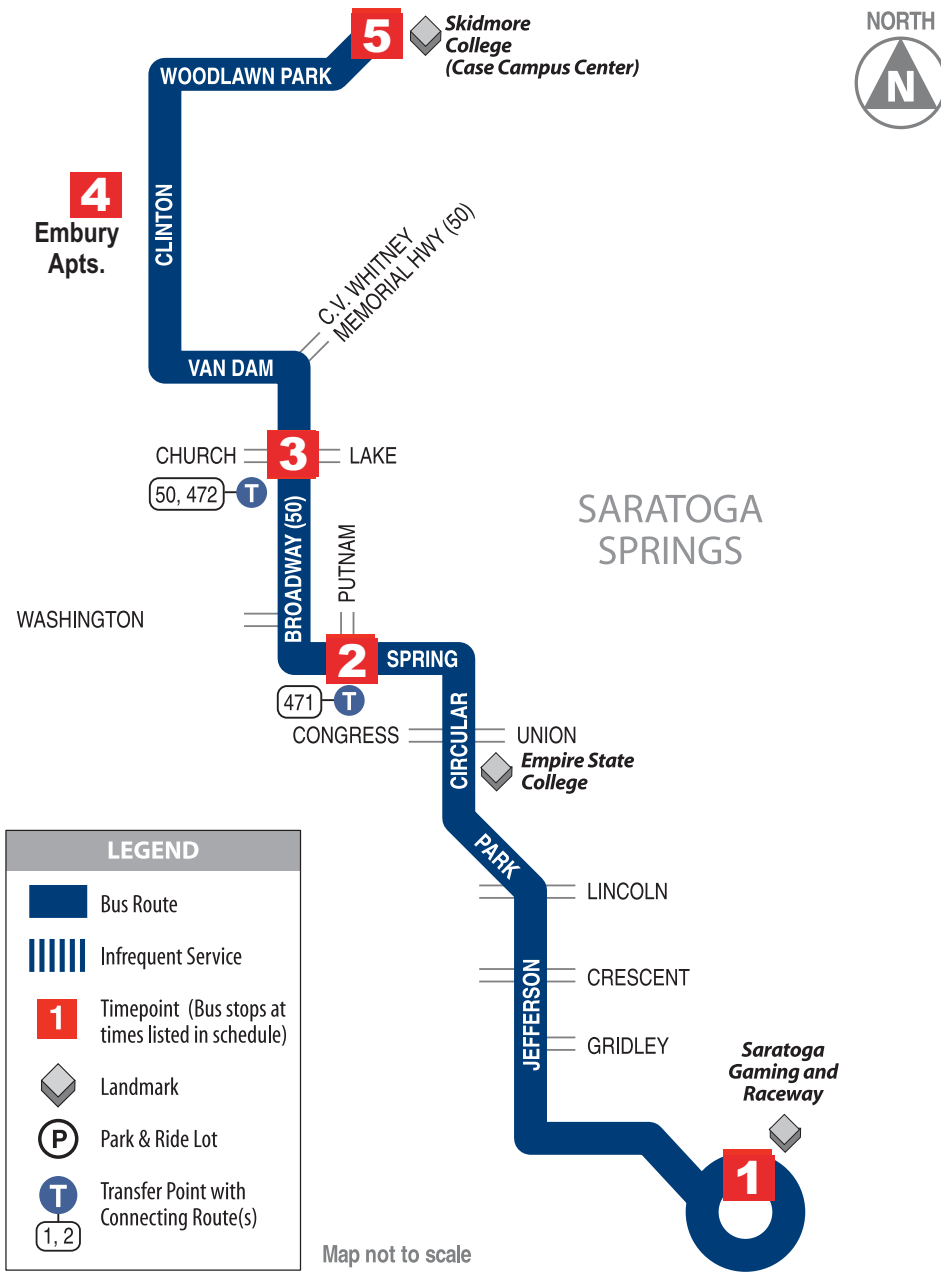 NORTH
N
5
Skidmore
College
(Case Campus Center)
WOODLAWN PARK
4
Embury
Apts.
CLINTON
C.V. WHITNEY
MEMORIAL HWY (50)
VAN DAM
CHURCH
3
LAKE
50, 472
T
BROADWAY (50)
SARATOGA
SPRINGS
PUTNAM
WASHINGTON
2
SPRING
471
T
CIRCULAR
CONGRESS
UNION
Empire State
College
PARK
LINCOLN
CRESCENT
JEFFERSON
GRIDLEY
Saratoga
Gaming and
Raceway
1
LEGEND
Bus Route
Infrequent Service
1
Timepoint (Bus stops at
times listed in schedule)
Landmark
P
Park & Ride Lot
T
1, 2
Transfer Point with
Connecting Route(s)
Map not to scale